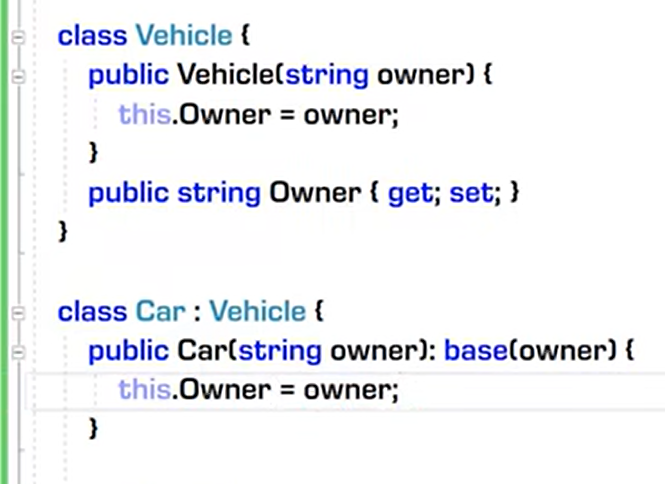 class Vehicle {
public Vehicle(string owner) {
this.Owner = owner;
}
public string Owner { get; set; }
}
class Car : Vehicle {
public Car(string owner): base(owner) {
this.Owner = owner;
}